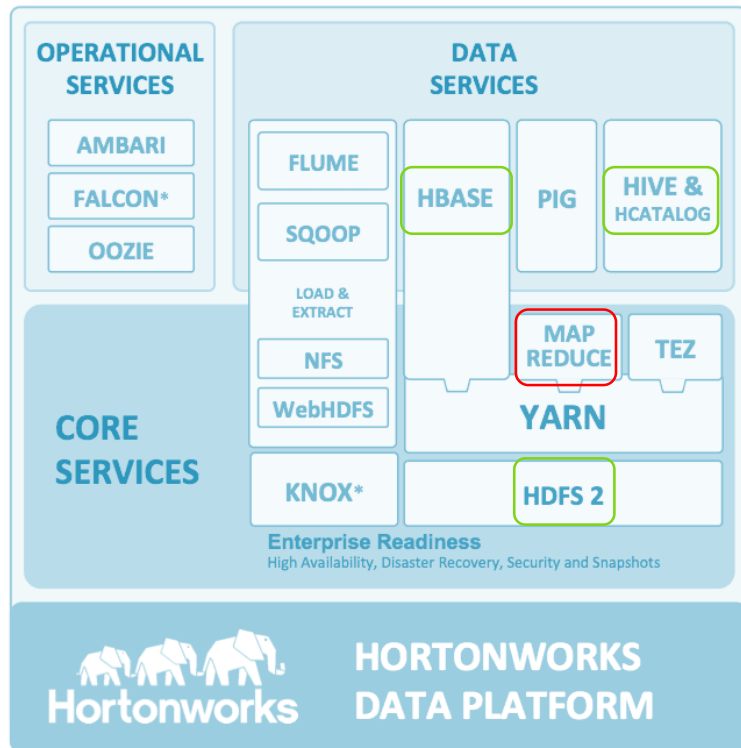 OPERATIONAL
SERVICES
AMBARI
FALCON*
OOZIE
DATA
SERVICES
FLUME
SQOOP
LOAD &
EXTRACT
NFS
WebHDFS
HBASE
PIG
HIVE &
HCATALOG
CORE
SERVICES
MAP
REDUCE
TEZ
YARN
KNOX*
HDFS 2
Enterprise Readiness
High Availability, Disaster Recovery, Security and Snapshots
Hortonworks
HORTONWORKS
DATA PLATFORM